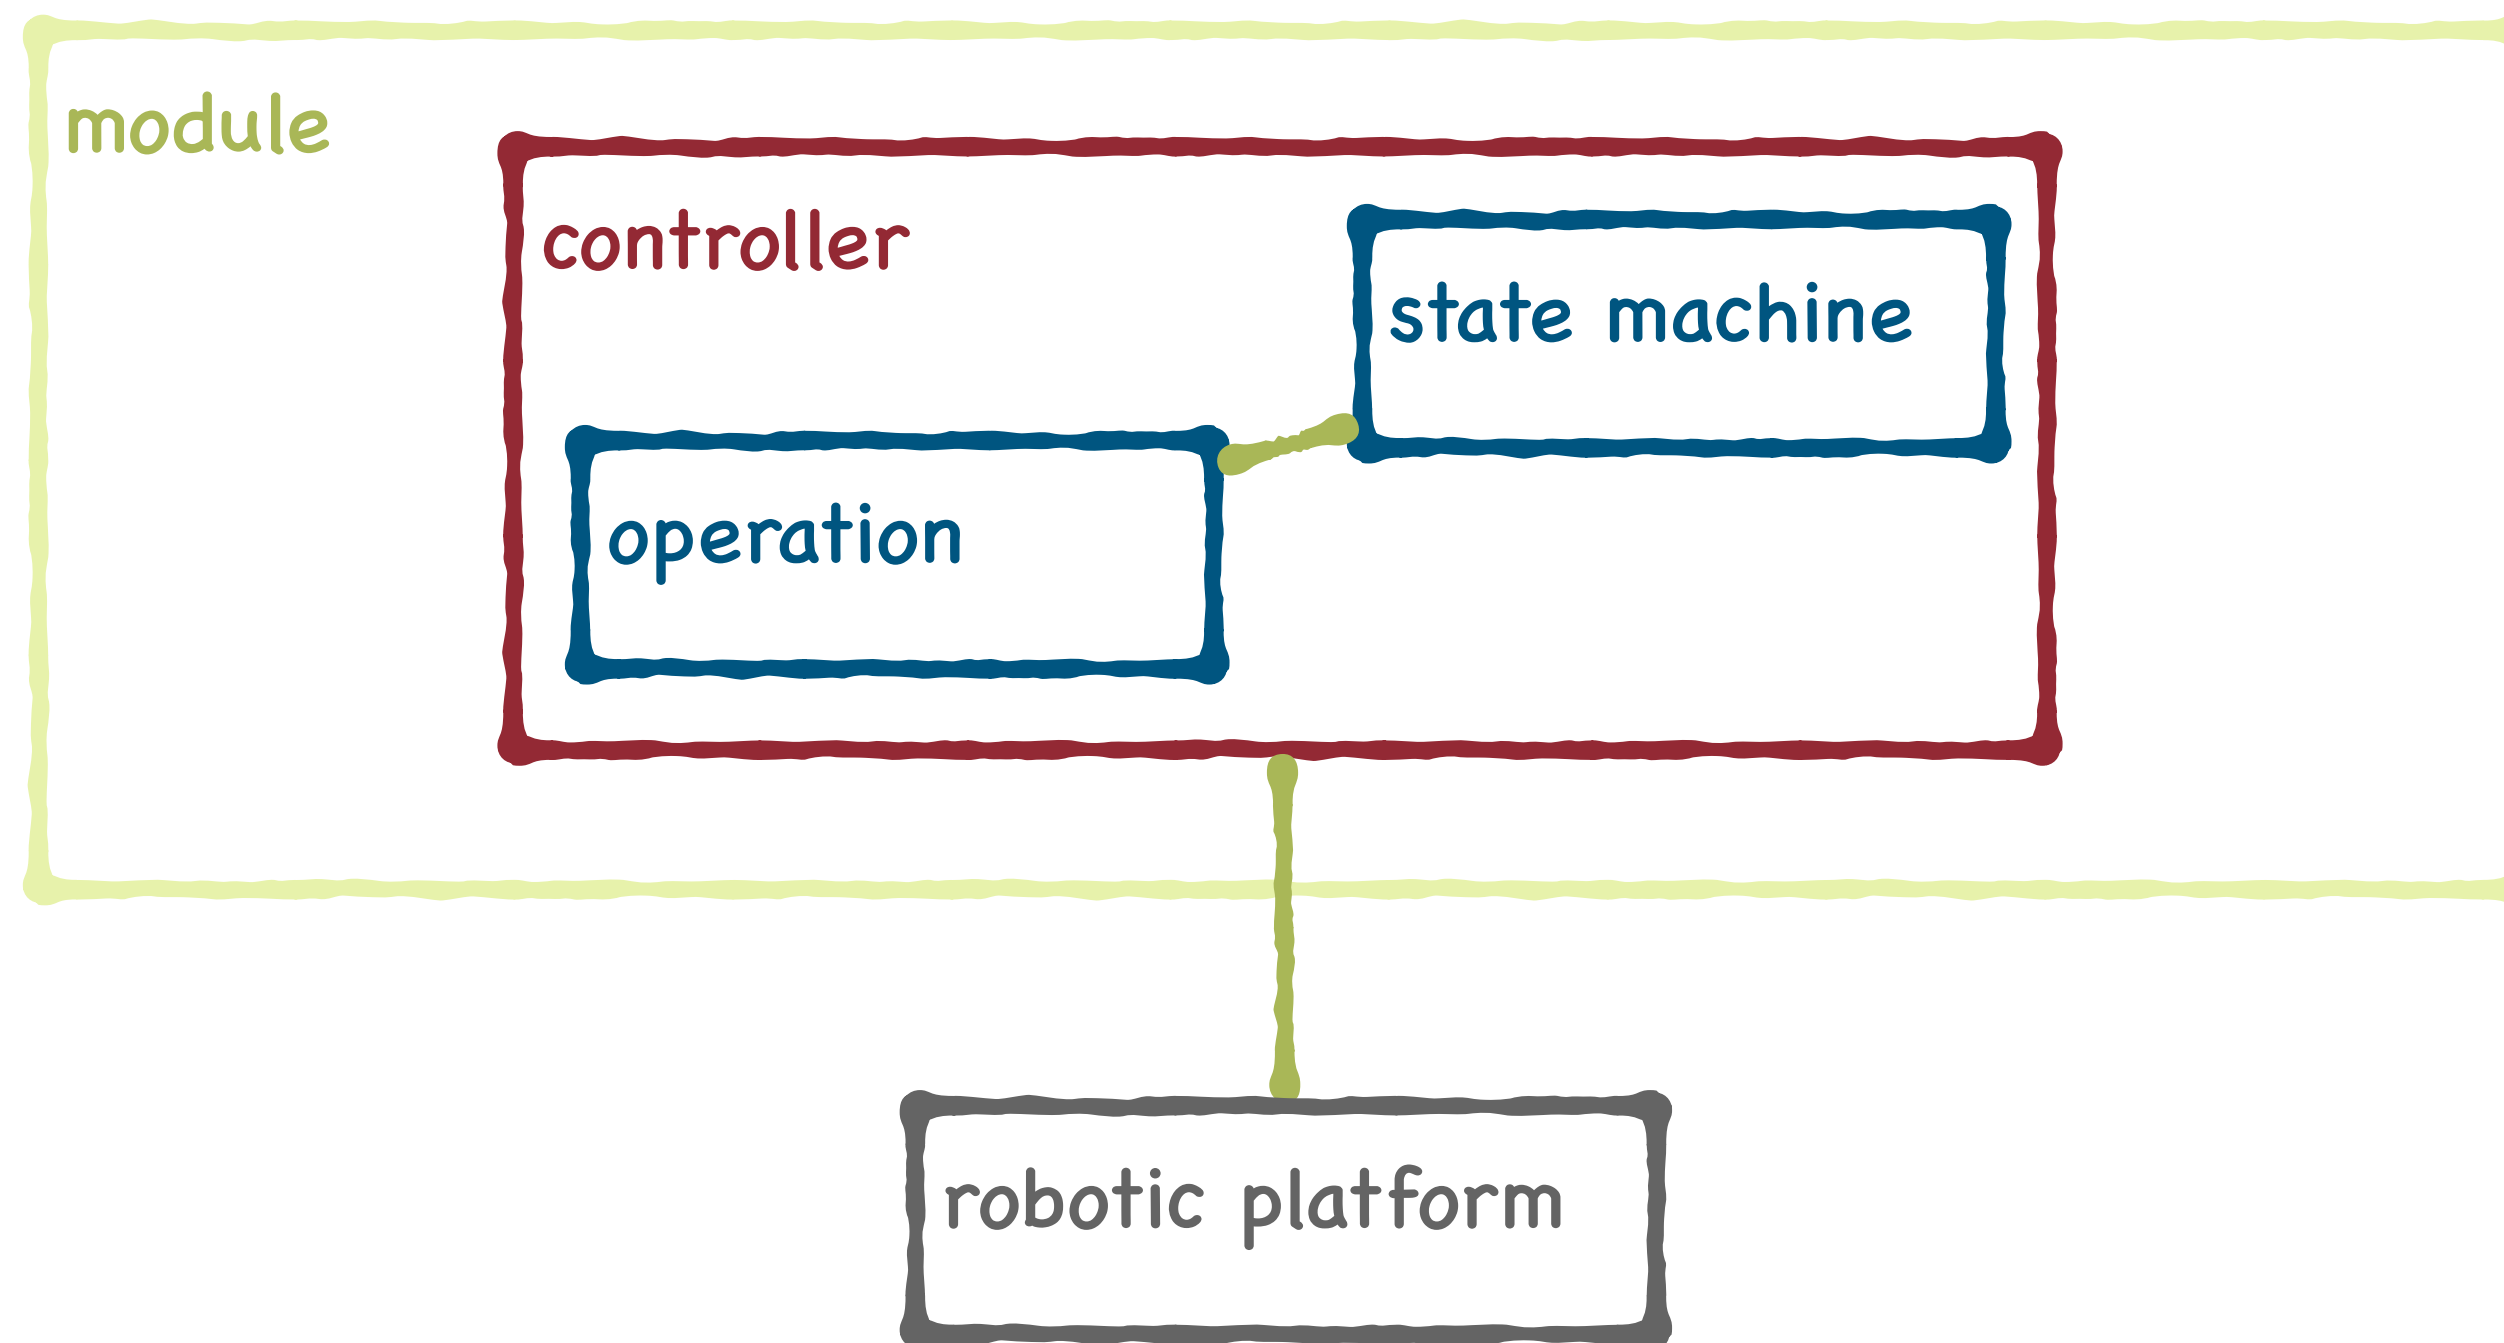 module
controller
state machine
operation
robotic platform